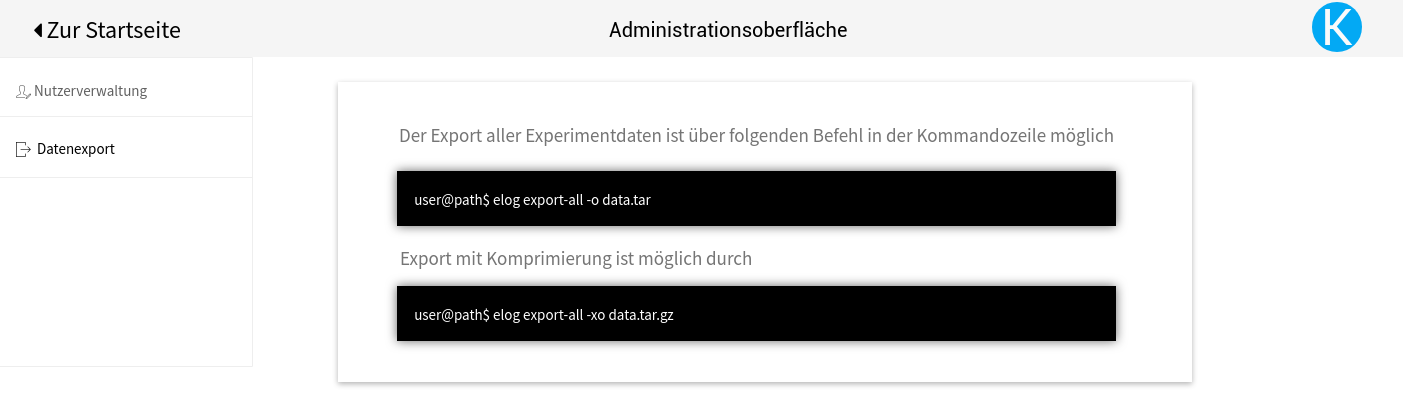 Zur Startseite
Administrationsoberfläche
K
Nutzerverwaltung
Datenexport
Der Export aller Experimentdaten ist über folgenden Befehl in der Kommandozeile möglich
user@path$ elog export-all -o data.tar
Export mit Komprimierung ist möglich durch
user@path$ elog export-all -xo data.tar.gz